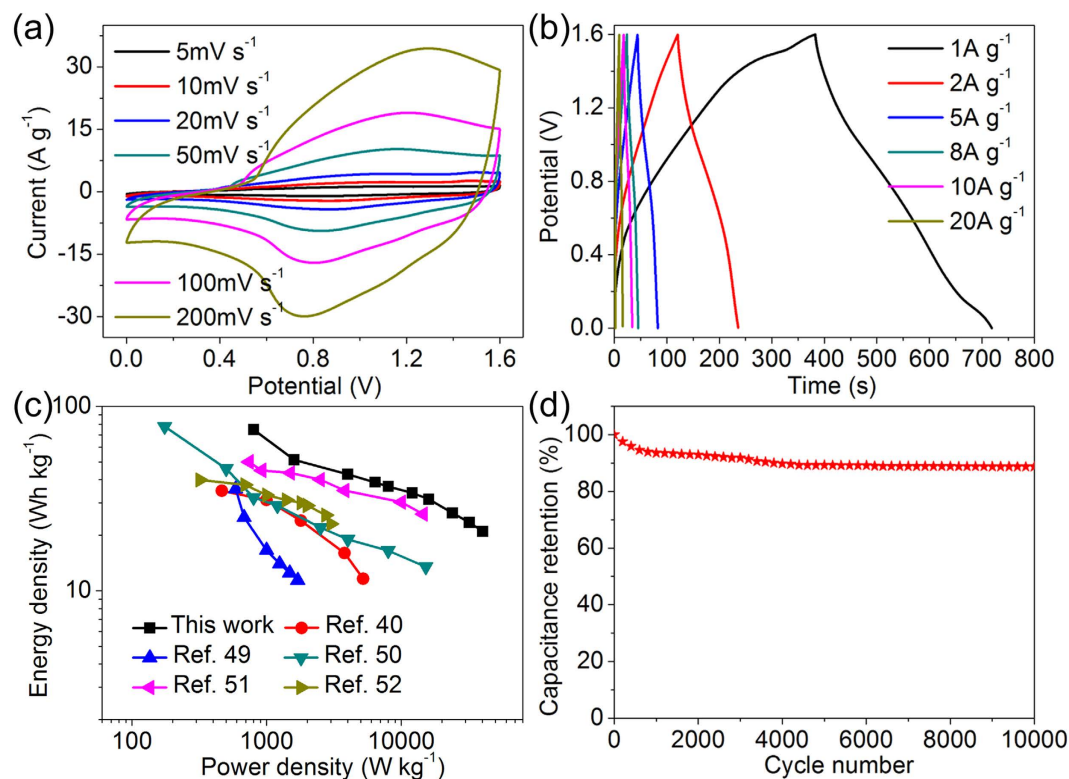 (a)
5mV s⁻¹
10mV s⁻¹
20mV s⁻¹
50mV s⁻¹
100mV s⁻¹
200mV s⁻¹
Current (A g⁻¹)
30
15
0
-15
-30
0.0 0.4 0.8 1.2 1.6
Potential (V)
(b)
1A g⁻¹
2A g⁻¹
5A g⁻¹
8A g⁻¹
10A g⁻¹
20A g⁻¹
Potential (V)
1.6
1.2
0.8
0.4
0.0
0 100 200 300 400 500 600 700 800
Time (s)
(c)
Energy density (Wh kg⁻¹)
100
10
This work Ref. 40
Ref. 49 Ref. 50
Ref. 51 Ref. 52
100 1000 10000
Power density (W kg⁻¹)
(d)
Capacitance retention (%)
100
80
60
40
20
0
0 2000 4000 6000 8000 10000
Cycle number